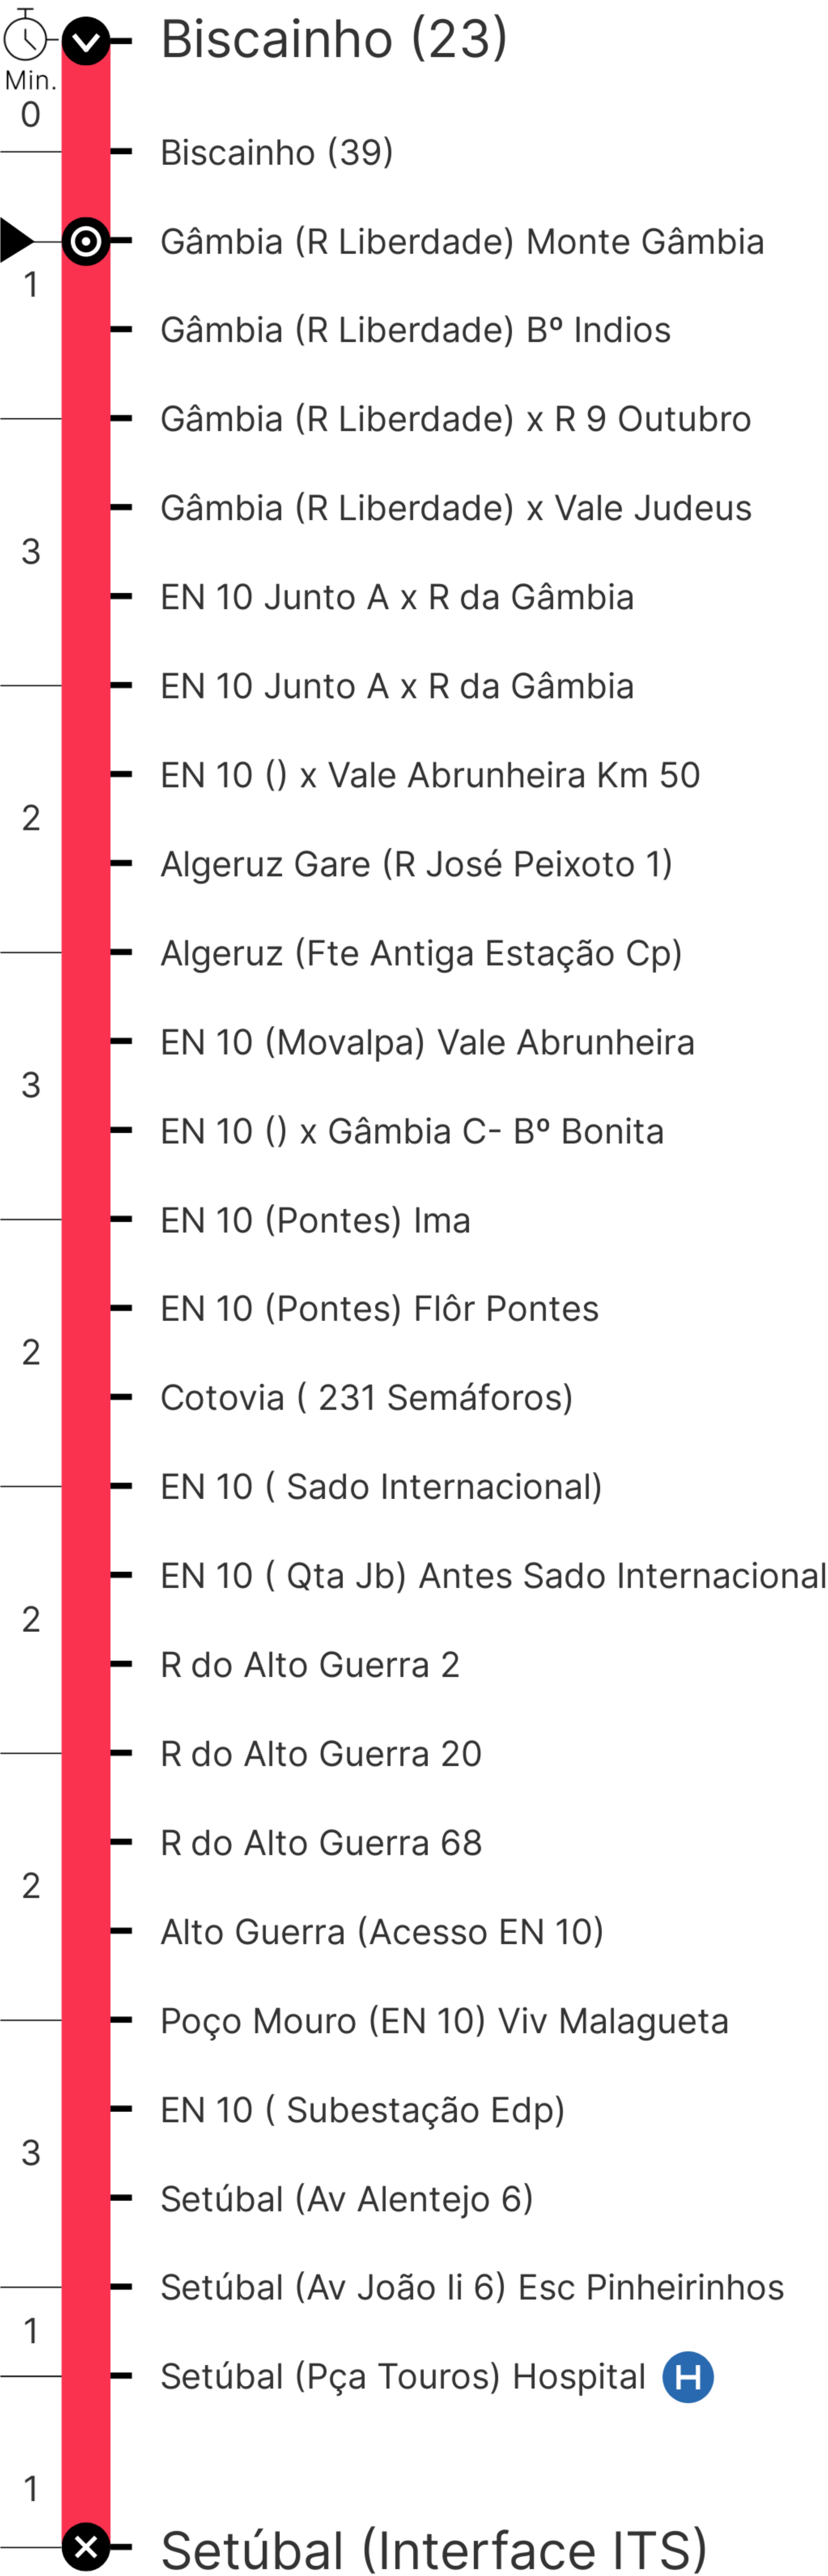 Biscainho (23)
Min.
0
Biscainho (39)
Gâmbia (R Liberdade) Monte Gâmbia
1
Gâmbia (R Liberdade) Bº Indios
Gâmbia (R Liberdade) x R 9 Outubro
Gâmbia (R Liberdade) x Vale Judeus
3
EN 10 Junto A x R da Gâmbia
EN 10 Junto A x R da Gâmbia
EN 10 () x Vale Abrunheira Km 50
2
Algeruz Gare (R José Peixoto 1)
Algeruz (Fte Antiga Estação Cp)
EN 10 (Movalpa) Vale Abrunheira
3
EN 10 () x Gâmbia C- Bº Bonita
EN 10 (Pontes) Ima
EN 10 (Pontes) Flôr Pontes
2
Cotovia ( 231 Semáforos)
EN 10 ( Sado Internacional)
EN 10 ( Qta Jb) Antes Sado Internacional
2
R do Alto Guerra 2
R do Alto Guerra 20
R do Alto Guerra 68
2
Alto Guerra (Acesso EN 10)
Poço Mouro (EN 10) Viv Malagueta
EN 10 ( Subestação Edp)
3
Setúbal (Av Alentejo 6)
Setúbal (Av João Ii 6) Esc Pinheirinhos
1
Setúbal (Pça Touros) Hospital H
1
Setúbal (Interface ITS)